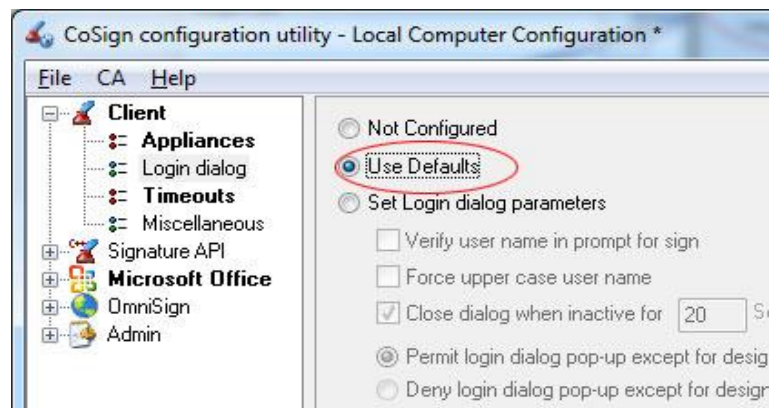 CoSign configuration utility - Local Computer Configuration *
File CA Help
Client
Appliances
Login dialog
Timeouts
Miscellaneous
Signature API
Microsoft Office
OmniSign
Admin
Not Configured
Use Defaults
Set Login dialog parameters
Verify user name in prompt for sign
Force upper case user name
Close dialog when inactive for 20
Permit login dialog pop-up except for desig
Deny login dialog pop-up except for design